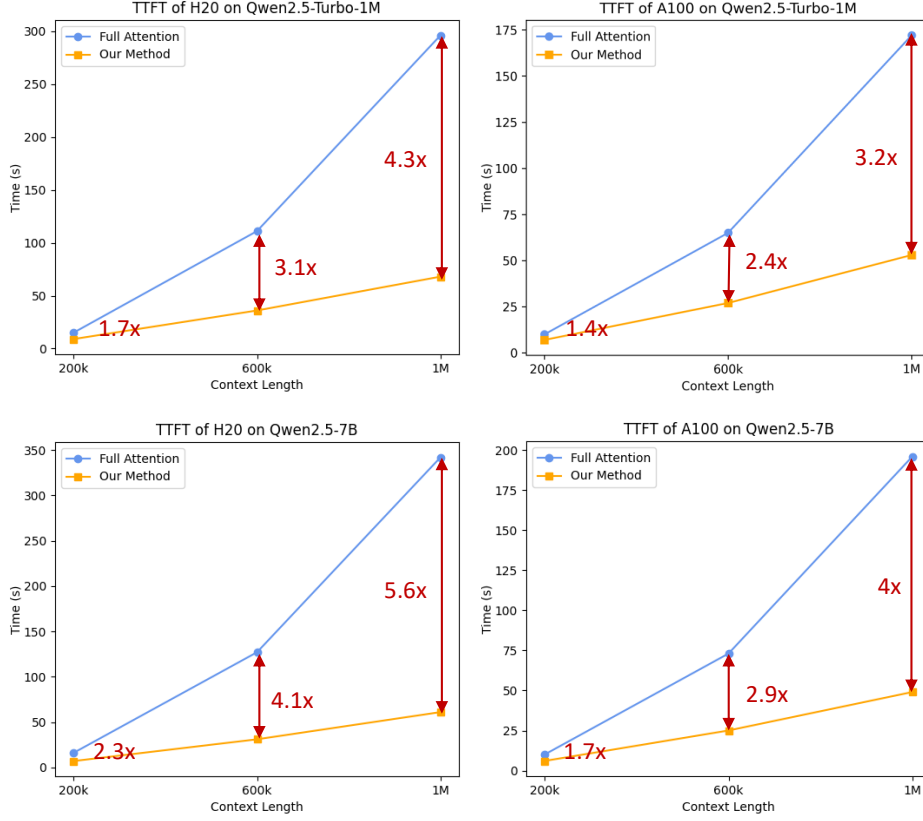 TTFT of H20 on Qwen2.5-Turbo-1M
Full Attention
Our Method
300
250
200
150
100
50
0
Time (s)
4.3x
3.1x
1.7x
200k
600k
1M
Context Length
TTFT of A100 on Qwen2.5-Turbo-1M
Full Attention
Our Method
175
150
125
100
75
50
25
0
Time (s)
3.2x
2.4x
1.4x
200k
600k
1M
Context Length
TTFT of H20 on Qwen2.5-7B
Full Attention
Our Method
350
300
250
200
150
100
50
0
Time (s)
5.6x
4.1x
2.3x
200k
600k
1M
Context Length
TTFT of A100 on Qwen2.5-7B
Full Attention
Our Method
200
175
150
125
100
75
50
25
0
Time (s)
4x
2.9x
1.7x
200k
600k
1M
Context Length